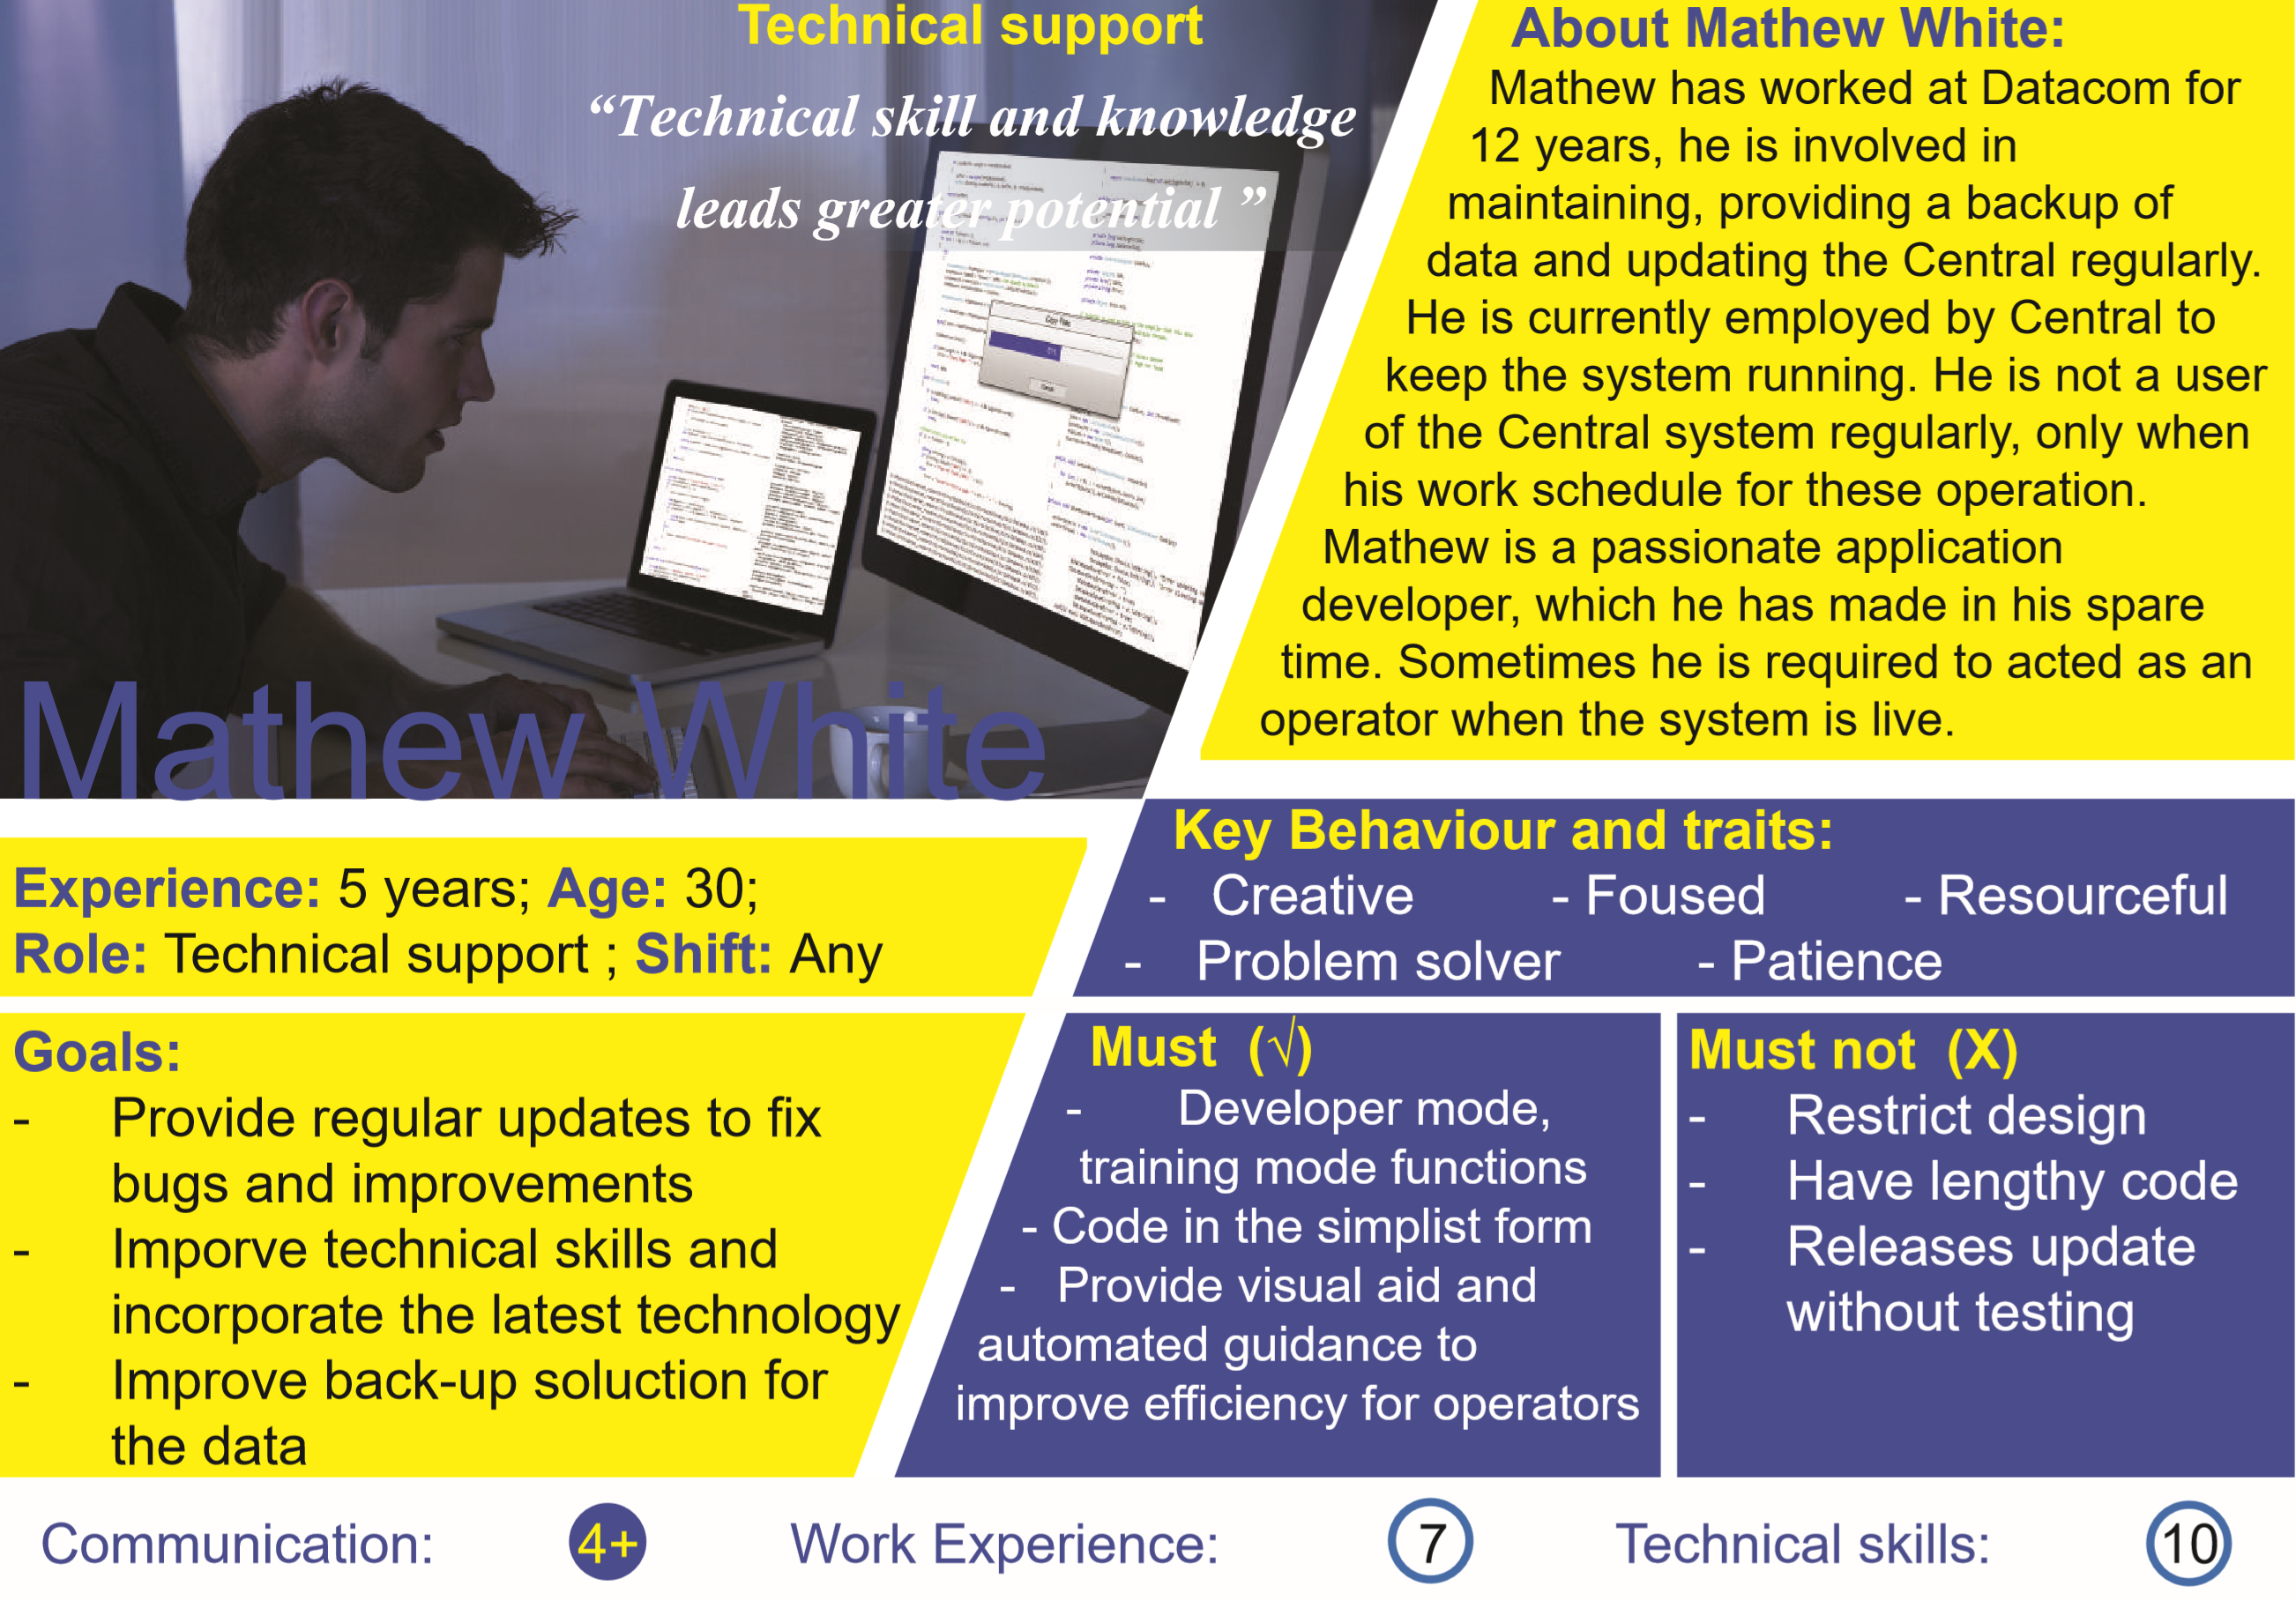 Technical support
“Technical skill and knowledge
leads greater potential ”
Mathew White
About Mathew White:
Mathew has worked at Datacom for
12 years, he is involved in
maintaining, providing a backup of
data and updating the Central regularly.
He is currently employed by Central to
keep the system running. He is not a user
of the Central system regularly, only when
his work schedule for these operation.
Mathew is a passionate application
developer, which he has made in his spare
time. Sometimes he is required to acted as an
operator when the system is live.
Experience: 5 years; Age: 30;
Role: Technical support ; Shift: Any
Key Behaviour and traits:
- Creative - Foused - Resourceful
- Problem solver - Patience
Goals:
- Provide regular updates to fix
bugs and improvements
- Imporve technical skills and
incorporate the latest technology
- Improve back-up soluction for
the data
Must (√)
- Developer mode,
training mode functions
- Code in the simplist form
- Provide visual aid and
automated guidance to
improve efficiency for operators
Must not (X)
- Restrict design
- Have lengthy code
- Releases update
without testing
Communication: 4+ Work Experience: 7 Technical skills: 10